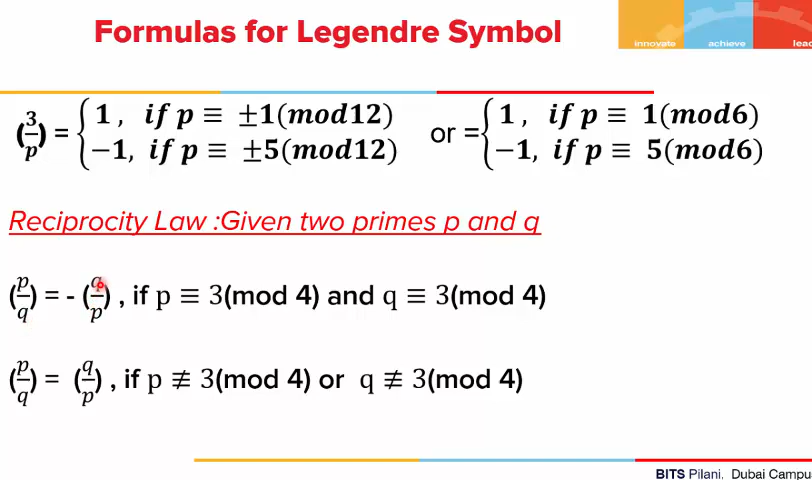 Formulas for Legendre Symbol
innovate achieve lead
(3/p) = { 1 , if p ≡ ±1(mod12) or = { 1 , if p ≡ 1(mod6)
−1, if p ≡ ±5(mod12) −1, if p ≡ 5(mod6)
Reciprocity Law :Given two primes p and q
(p/q) = - (q/p) , if p ≡ 3(mod 4) and q ≡ 3(mod 4)
(p/q) = (q/p) , if p ≢ 3(mod 4) or q ≢ 3(mod 4)
BITS Pilani, Dubai Campu